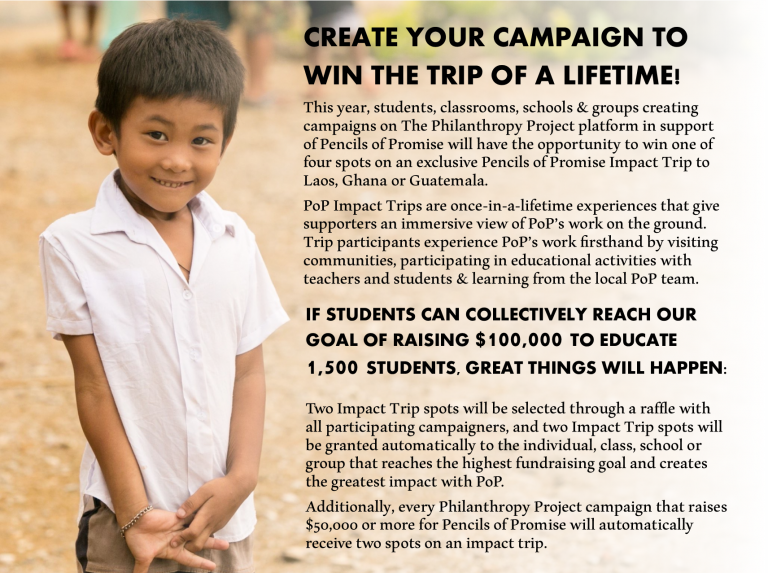 CREATE YOUR CAMPAIGN TO
WIN THE TRIP OF A LIFETIME!
This year, students, classrooms, schools & groups creating
campaigns on The Philanthropy Project platform in support
of Pencils of Promise will have the opportunity to win one of
four spots on an exclusive Pencils of Promise Impact Trip to
Laos, Ghana or Guatemala.
PoP Impact Trips are once-in-a-lifetime experiences that give
supporters an immersive view of PoP's work on the ground.
Trip participants experience PoP's work firsthand by visiting
communities, participating in educational activities with
teachers and students & learning from the local PoP team.
IF STUDENTS CAN COLLECTIVELY REACH OUR
GOAL OF RAISING $100,000 TO EDUCATE
1,500 STUDENTS, GREAT THINGS WILL HAPPEN:
Two Impact Trip spots will be selected through a raffle with
all participating campaigners, and two Impact Trip spots will
be granted automatically to the individual, class, school or
group that reaches the highest fundraising goal and creates
the greatest impact with PoP.
Additionally, every Philanthropy Project campaign that raises
$50,000 or more for Pencils of Promise will automatically
receive two spots on an impact trip.